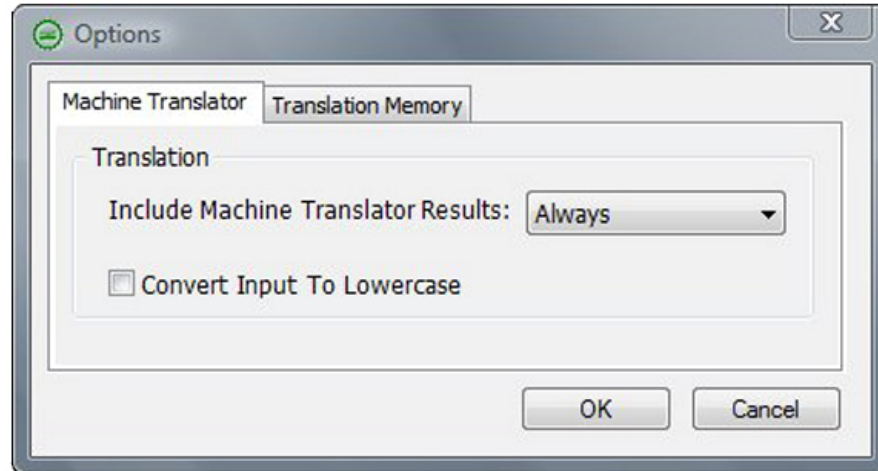 Options
Machine Translator Translation Memory
Translation
Include Machine Translator Results: Always
Convert Input To Lowercase
OK Cancel